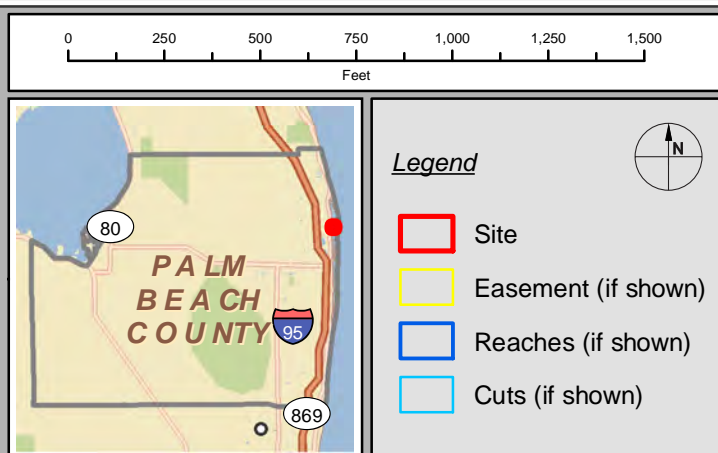 0 250 500 750 1,000 1,250 1,500
Feet
80
PALM
BEACH
COUNTY
95
869
Legend
N
Site
Easement (if shown)
Reaches (if shown)
Cuts (if shown)